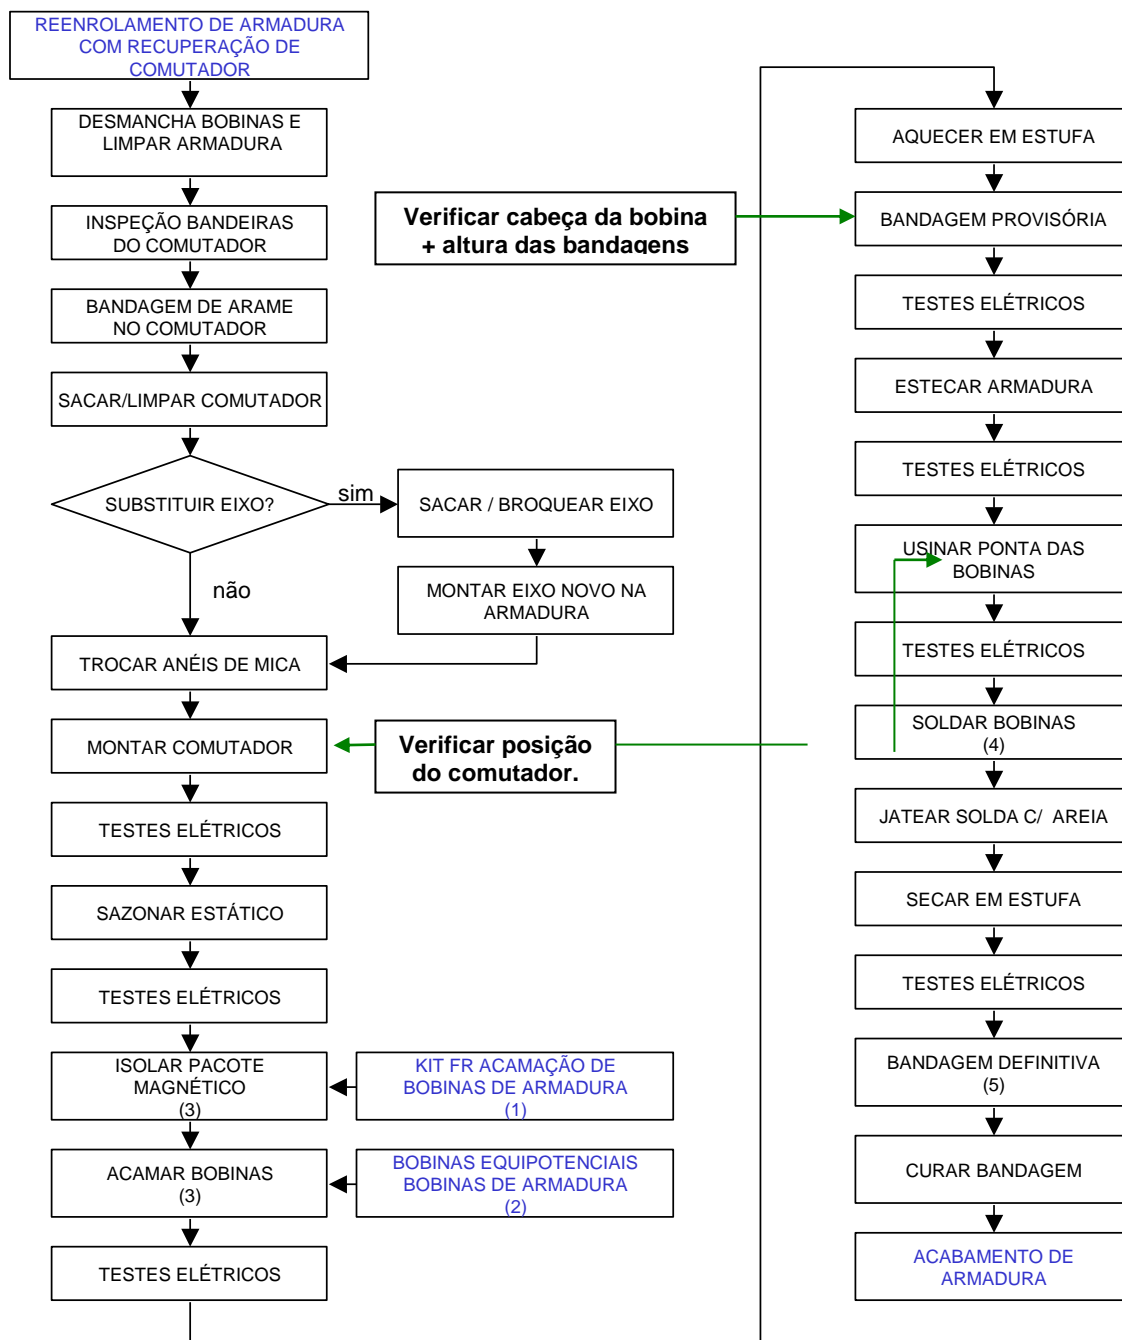 REENROLAMENTO DE ARMADURA
COM RECUPERAÇÃO DE
COMUTADOR
DESMANCHA BOBINAS E
LIMPAR ARMADURA
INSPEÇÃO BANDEIRAS
DO COMUTADOR
BANDAGEM DE ARAME
NO COMUTADOR
SACAR/LIMPAR COMUTADOR
SUBSTITUIR EIXO?
sim
SACAR / BROQUEAR EIXO
MONTAR EIXO NOVO NA
ARMADURA
não
TROCAR ANÉIS DE MICA
MONTAR COMUTADOR
Verificar posição
do comutador.
TESTES ELÉTRICOS
SAZONAR ESTÁTICO
TESTES ELÉTRICOS
ISOLAR PACOTE
MAGNÉTICO
(3)
KIT FR ACAMAÇÃO DE
BOBINAS DE ARMADURA
(1)
ACAMAR BOBINAS
(3)
BOBINAS EQUIPOTENCIAIS
BOBINAS DE ARMADURA
(2)
TESTES ELÉTRICOS
AQUECER EM ESTUFA
Verificar cabeça da bobina
+ altura das bandagens
BANDAGEM PROVISÓRIA
TESTES ELÉTRICOS
ESTECAR ARMADURA
TESTES ELÉTRICOS
USINAR PONTA DAS
BOBINAS
TESTES ELÉTRICOS
SOLDAR BOBINAS
(4)
JATEAR SOLDA C/ AREIA
SECAR EM ESTUFA
TESTES ELÉTRICOS
BANDAGEM DEFINITIVA
(5)
CURAR BANDAGEM
ACABAMENTO DE
ARMADURA